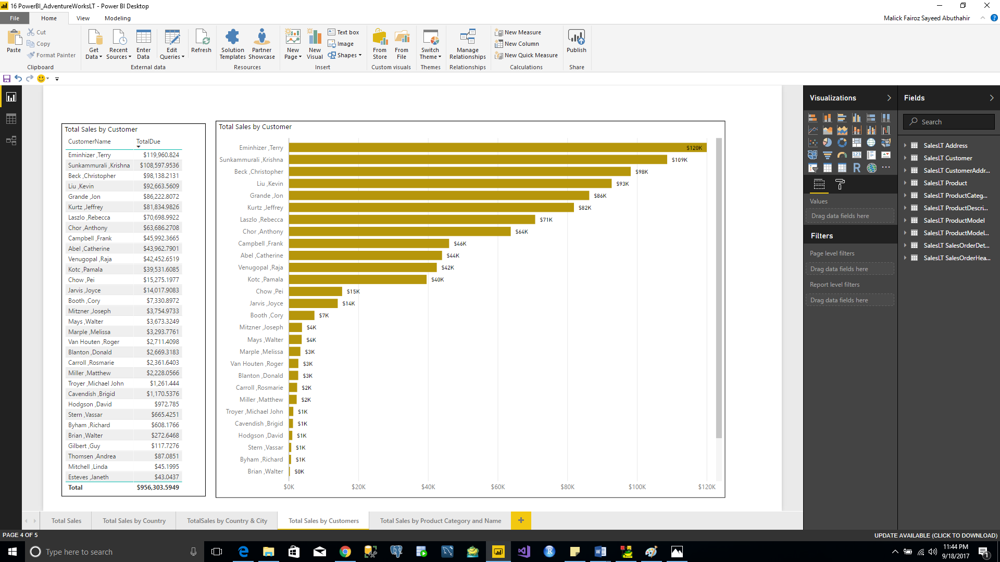 16 PowerBI_AdventureWorksLT - Power BI Desktop
File Home View Modeling
Malick Fairoz Sayeed Abuthahir
Paste
Cut
Copy
Format Painter
Clipboard
Get Data
Recent Sources
Enter Data
Edit Queries
Refresh
External data
Solution Templates
Partner Showcase
Resources
New Page
New Visual
Text box
Image
Shapes
Insert
From Store
From File
Custom visuals
Switch Theme
Themes
Manage Relationships
Relationships
New Measure
New Column
New Quick Measure
Calculations
Publish
Share
Total Sales by Customer
CustomerName TotalDue
Eminhizer ,Terry $119,960.824
Sunkammurali ,Krishna $108,597.9536
Beck ,Christopher $98,138.2131
Liu ,Kevin $92,663.5609
Grande ,Jon $86,222.8072
Kurtz ,Jeffrey $81,834.9826
Laszlo ,Rebecca $70,698.9922
Chor ,Anthony $63,686.2708
Campbell ,Frank $45,992.3665
Abel ,Catherine $43,962.7901
Venugopal ,Raja $42,452.6519
Kotc ,Pamala $39,531.6085
Chow ,Pei $15,275.1977
Jarvis ,Joyce $14,017.9083
Booth ,Cory $7,330.8972
Mitzner ,Joseph $3,754.9733
Mays ,Walter $3,673.3249
Marple ,Melissa $3,293.7761
Van Houten ,Roger $2,711.4098
Blanton ,Donald $2,669.3183
Carroll ,Rosmarie $2,361.6403
Miller ,Matthew $2,228.0566
Troyer ,Michael John $1,261.444
Cavendish ,Brigid $1,170.5376
Hodgson ,David $972.785
Stern ,Vassar $665.4251
Byham ,Richard $608.1766
Brian ,Walter $272.6468
Gilbert ,Guy $117.7276
Thomsen ,Andrea $87.0851
Mitchell ,Linda $45.1995
Esteves ,Janeth $43.0437
Total $956,303.5949
Total Sales by Customer
Eminhizer ,Terry $120K
Sunkammurali ,Krishna $109K
Beck ,Christopher $98K
Liu ,Kevin $93K
Grande ,Jon $86K
Kurtz ,Jeffrey $82K
Laszlo ,Rebecca $71K
Chor ,Anthony $64K
Campbell ,Frank $46K
Abel ,Catherine $44K
Venugopal ,Raja $42K
Kotc ,Pamala $40K
Chow ,Pei $15K
Jarvis ,Joyce $14K
Booth ,Cory $7K
Mitzner ,Joseph $4K
Mays ,Walter $4K
Marple ,Melissa $3K
Van Houten ,Roger $3K
Blanton ,Donald $3K
Carroll ,Rosmarie $2K
Miller ,Matthew $2K
Troyer ,Michael John $1K
Cavendish ,Brigid $1K
Hodgson ,David $1K
Stern ,Vassar $1K
Byham ,Richard $1K
Brian ,Walter $0K
$0K $20K $40K $60K $80K $100K $120K
Visualizations
123
R
Values
Drag data fields here
Filters
Page level filters
Drag data fields here
Report level filters
Drag data fields here
Fields
Search
SalesLT Address
SalesLT Customer
SalesLT CustomerAddr...
SalesLT Product
SalesLT ProductCateg...
SalesLT ProductDescri...
SalesLT ProductModel
SalesLT ProductModel...
SalesLT SalesOrderDet...
SalesLT SalesOrderHea...
Total Sales Total Sales by Country TotalSales by Country & City Total Sales by Customers Total Sales by Product Category and Name
PAGE 4 OF 5
UPDATE AVAILABLE (CLICK TO DOWNLOAD)
Type here to search
11:44 PM
9/18/2017
1